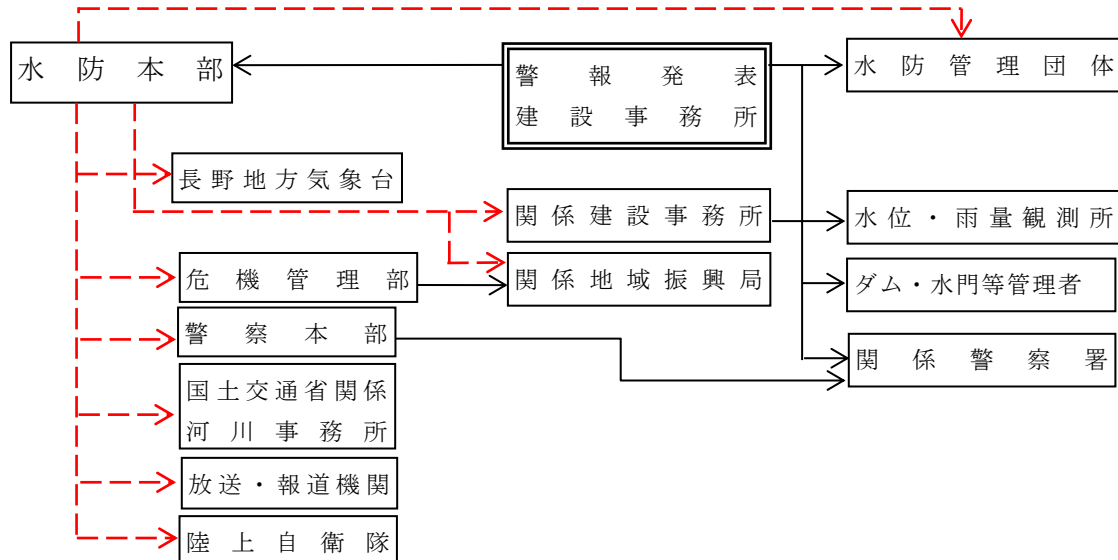 水防本部
警報発表
建設事務所
水防管理団体
長野地方気象台
関係建設事務所
水位・雨量観測所
危機管理部
関係地域振興局
ダム・水門等管理者
警察本部
関係警察署
国土交通省関係
河川事務所
放送・報道機関
陸上自衛隊